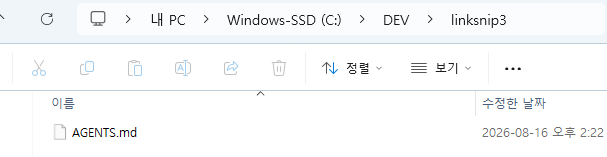 내 PC > Windows-SSD (C:) > DEV > linksnip3
정렬 보기
이름 수정한 날짜
AGENTS.md 2026-08-16 오후 2:22